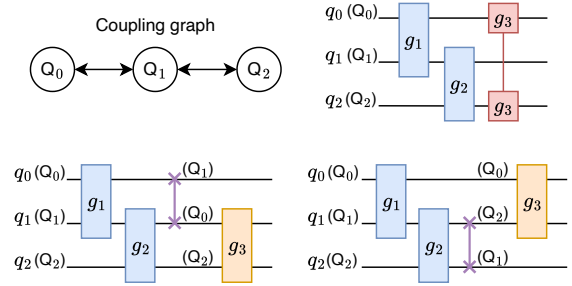 Coupling graph
Q₀ Q₁ Q₂
q₀ (Q₀) g₁ g₃
q₁ (Q₁) g₂
q₂ (Q₂) g₃
q₀ (Q₀) g₁ (Q₁)
q₁ (Q₁) g₂ (Q₀) g₃
q₂ (Q₂) (Q₂)
q₀ (Q₀) g₁ (Q₀) g₃
q₁ (Q₁) g₂ (Q₂)
q₂ (Q₂) (Q₁)